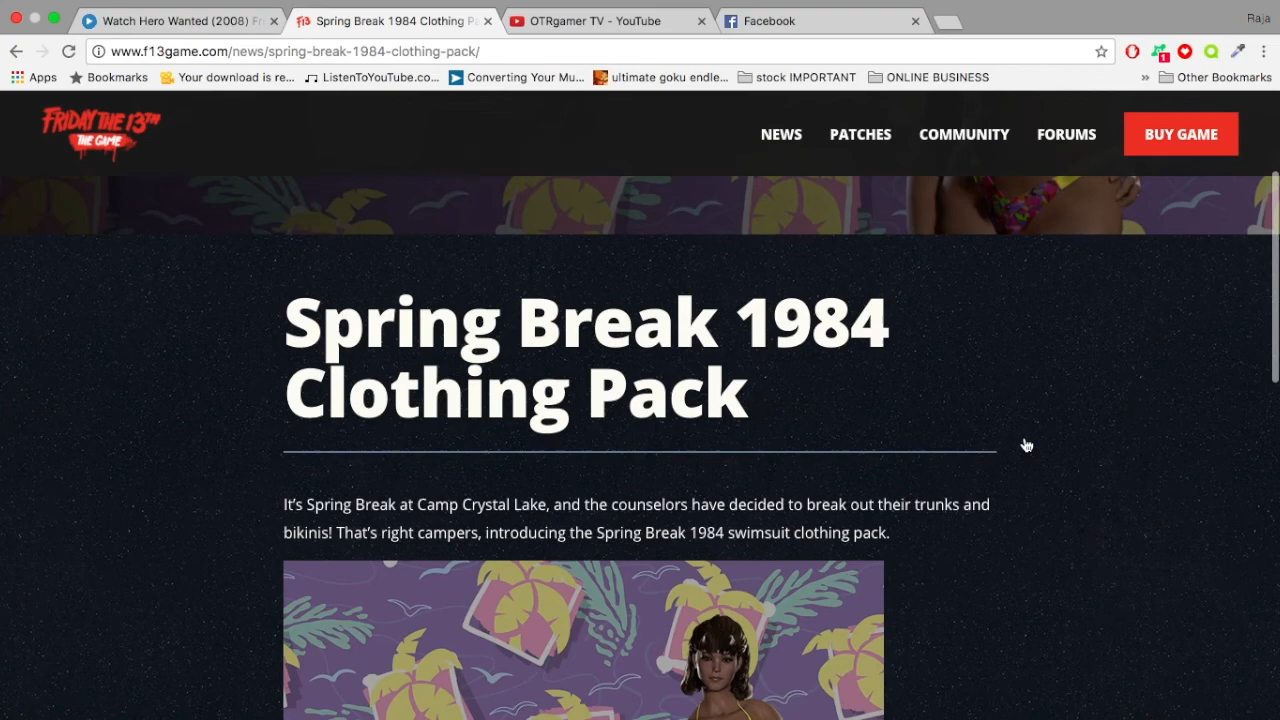 Watch Hero Wanted (2008) Fr
Spring Break 1984 Clothing Pa
OTRgamer TV - YouTube
Facebook
Raja
www.f13game.com/news/spring-break-1984-clothing-pack/
1
Apps
Bookmarks
Your download is re...
ListenToYouTube.co...
Converting Your Mu...
ultimate goku endle...
stock IMPORTANT
ONLINE BUSINESS
»
Other Bookmarks
FRIDAY THE 13TH
THE GAME
NEWS
PATCHES
COMMUNITY
FORUMS
BUY GAME
Spring Break 1984
Clothing Pack
It’s Spring Break at Camp Crystal Lake, and the counselors have decided to break out their trunks and
bikinis! That’s right campers, introducing the Spring Break 1984 swimsuit clothing pack.